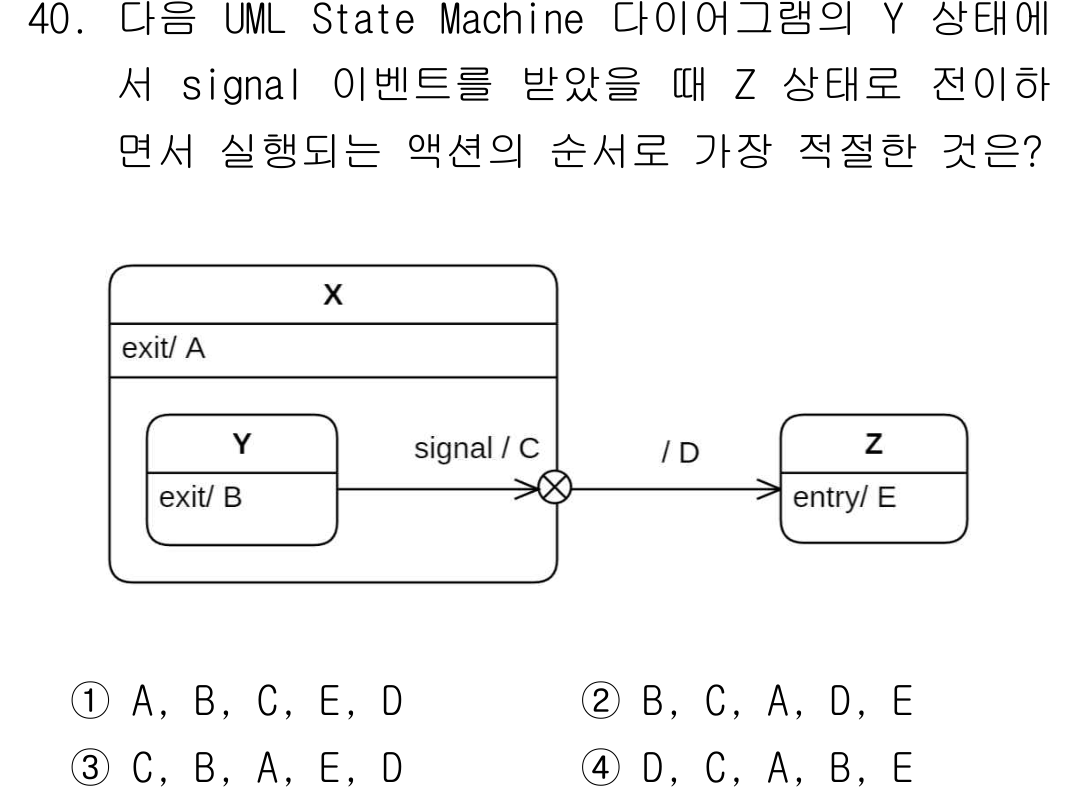 40. 다음 UML State Machine 다이어그램의 Y 상태에
서 signal 이벤트를 받았을 때 Z 상태로 전이하
면서 실행되는 액션의 순서로 가장 적절한 것은?
X
exit/ A
Y
exit/ B
signal / C
/ D
Z
entry/ E
① A, B, C, E, D
② B, C, A, D, E
③ C, B, A, E, D
④ D, C, A, B, E